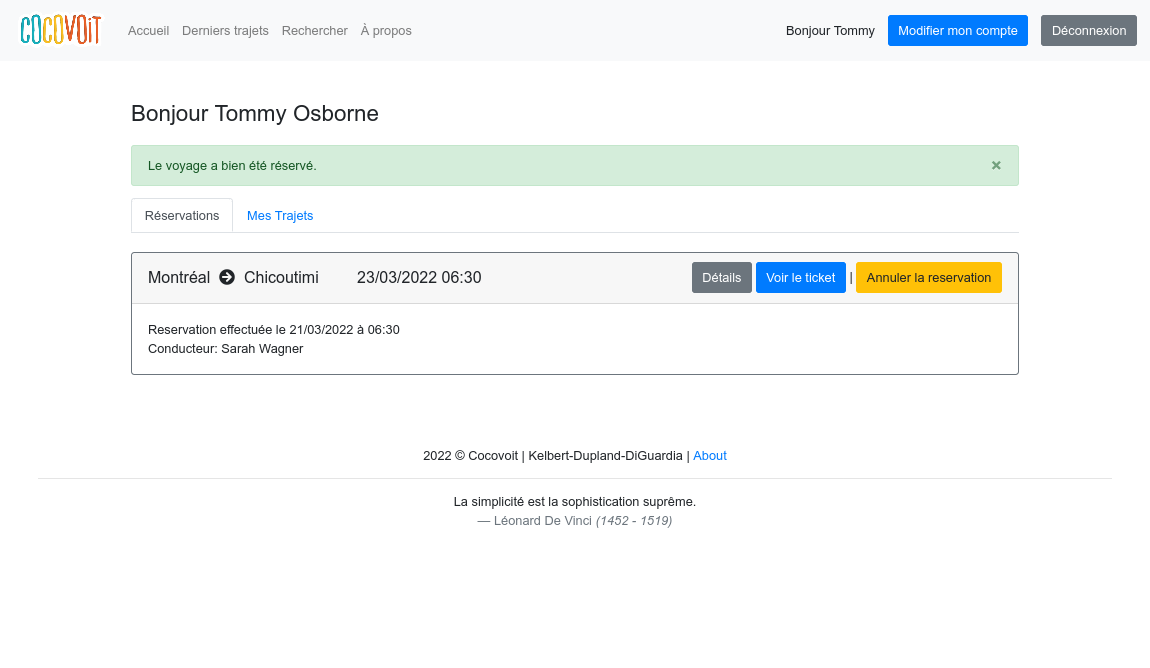 COCOVOiT Accueil Derniers trajets Rechercher À propos Bonjour Tommy Modifier mon compte Déconnexion
Bonjour Tommy Osborne
Le voyage a bien été réservé. ×
Réservations Mes Trajets
Montréal Chicoutimi 23/03/2022 06:30 Détails Voir le ticket | Annuler la reservation
Reservation effectuée le 21/03/2022 à 06:30
Conducteur: Sarah Wagner
2022 © Cocovoit | Kelbert-Dupland-DiGuardia | About
La simplicité est la sophistication suprême.
— Léonard De Vinci (1452 - 1519)